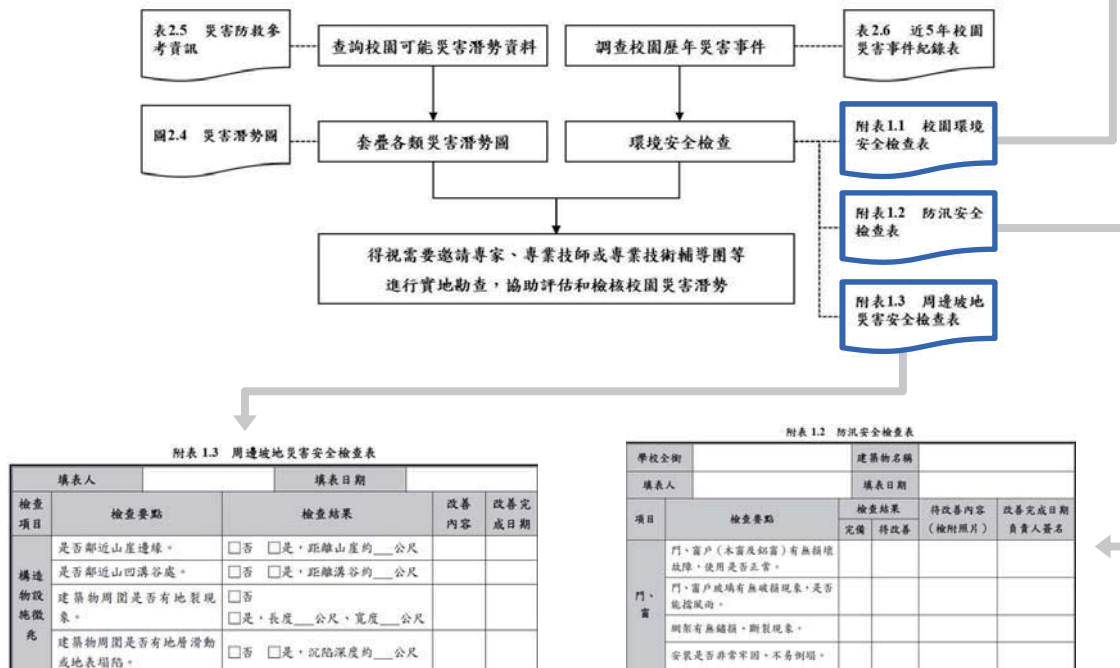 表2.5 災害防救參
考資訊
查詢校園可能災害潛勢資料
調查校園歷年災害事件
表2.6 近5年校園
災害事件紀錄表
圖2.4 災害潛勢圖
套疊各類災害潛勢圖
環境安全檢查
附表1.1 校園環境
安全檢查表
附表1.2 防汛安全
檢查表
得視需要邀請專家、專業技師或專業技術輔導團等
進行實地勘查,協助評估和檢核校園災害潛勢
附表1.3 周邊坡地
災害安全檢查表
附表 1.3 周邊坡地災害安全檢查表
填表人 填表日期
檢查
項目 檢查要點 檢查結果 改善
內容 改善完
成日期
構造
物設
施徵
兆
是否鄰近山崖邊緣。 □否 □是,距離山崖約__公尺
是否鄰近山凹溝谷處。 □否 □是,距離溝谷約__公尺
建築物周圍是否有地裂現
象。 □否
□是,長度__公尺、寬度__公尺
建築物周圍是否有地層滑動
或地表塌陷。 □否 □是,沉陷深度約__公尺
附表 1.2 防汛安全檢查表
學校全銜 建築物名稱
填表人 填表日期
項目 檢查要點 檢查結果 待改善內容
(檢附照片) 改善完成日期
負責人簽名
完備 待改善
門、
窗
門、窗戶(木窗及鋁窗)有無損壞
故障,使用是否正常。
門、窗戶玻璃有無破損現象,是否
能擋風雨。
綱架有無鏽損、斷裂現象。
安裝是否非常牢固、不易倒塌。